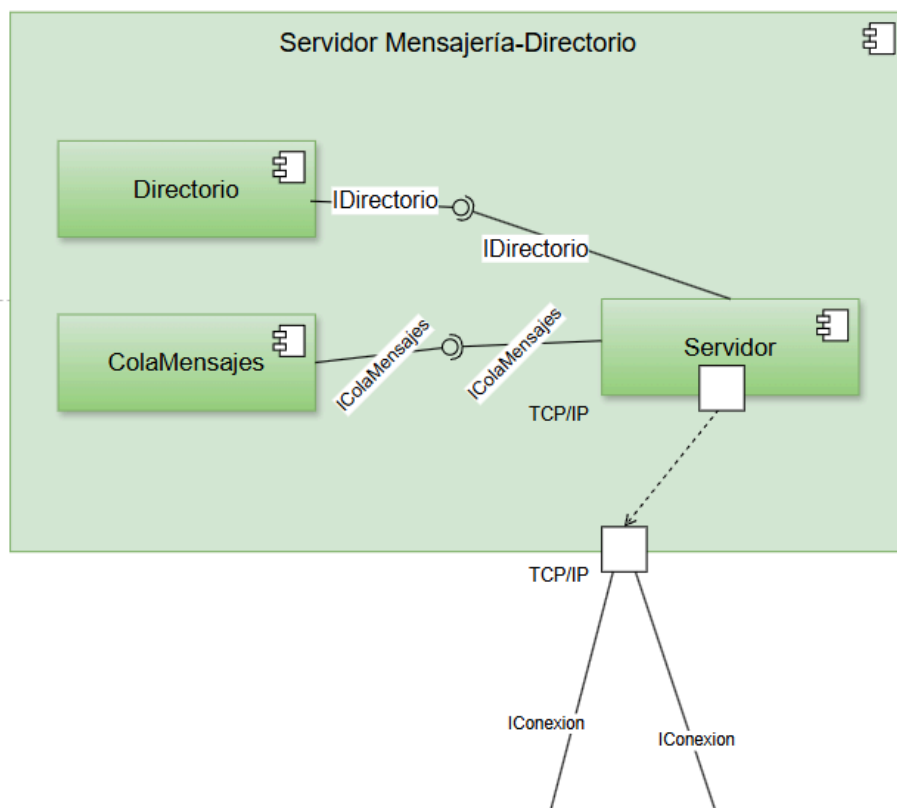 Servidor Mensajería-Directorio
Directorio
IDirectorio
IDirectorio
ColaMensajes
IColaMensajes
IColaMensajes
Servidor
TCP/IP
TCP/IP
IConexion
IConexion